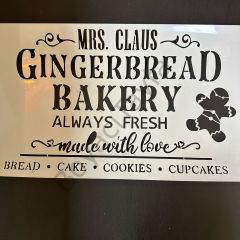 MRS. CLAUS
GINGERBREAD
BAKERY
ALWAYS FRESH
made with love
BREAD • CAKE • COOKIES • CUPCAKES